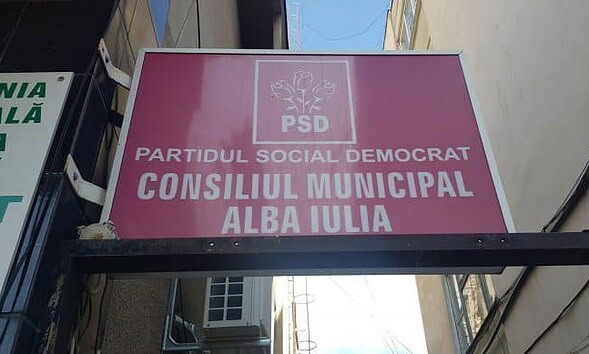 PSD
PARTIDUL SOCIAL DEMOCRAT
CONSILIUL MUNICIPAL
ALBA IULIA